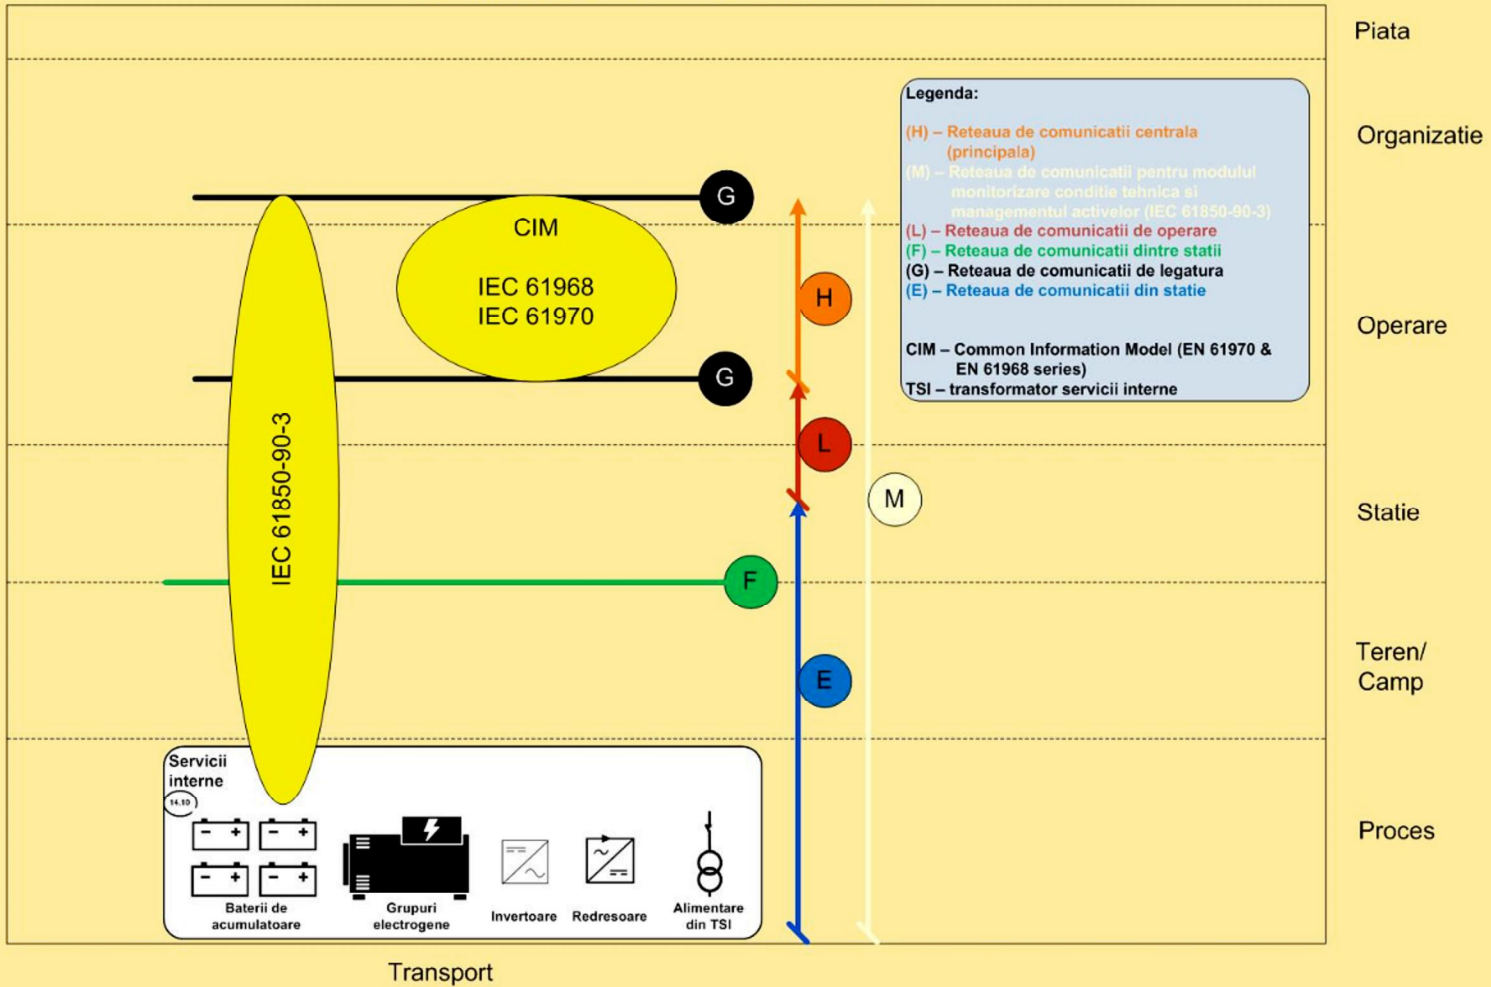 Piata
Legenda:
(H) – Reteaua de comunicatii centrala
(principala)
(M) – Reteaua de comunicatii pentru modulul
monitorizare conditie tehnica si
managementul activelor (IEC 61850-90-3)
(L) – Reteaua de comunicatii de operare
(F) – Reteaua de comunicatii dintre statii
(G) – Reteaua de comunicatii de legatura
(E) – Reteaua de comunicatii din statie
CIM – Common Information Model (EN 61970 &
EN 61968 series)
TSI – transformator servicii interne
Organizatie
G
CIM
IEC 61968
IEC 61970
H
Operare
G
L
IEC 61850-90-3
M
Statie
F
E
Teren/
Camp
Servicii
interne
14.10
Baterii de
acumulatoare
Grupuri
electrogene
Invertoare
Redresoare
Alimentare
din TSI
Proces
Transport